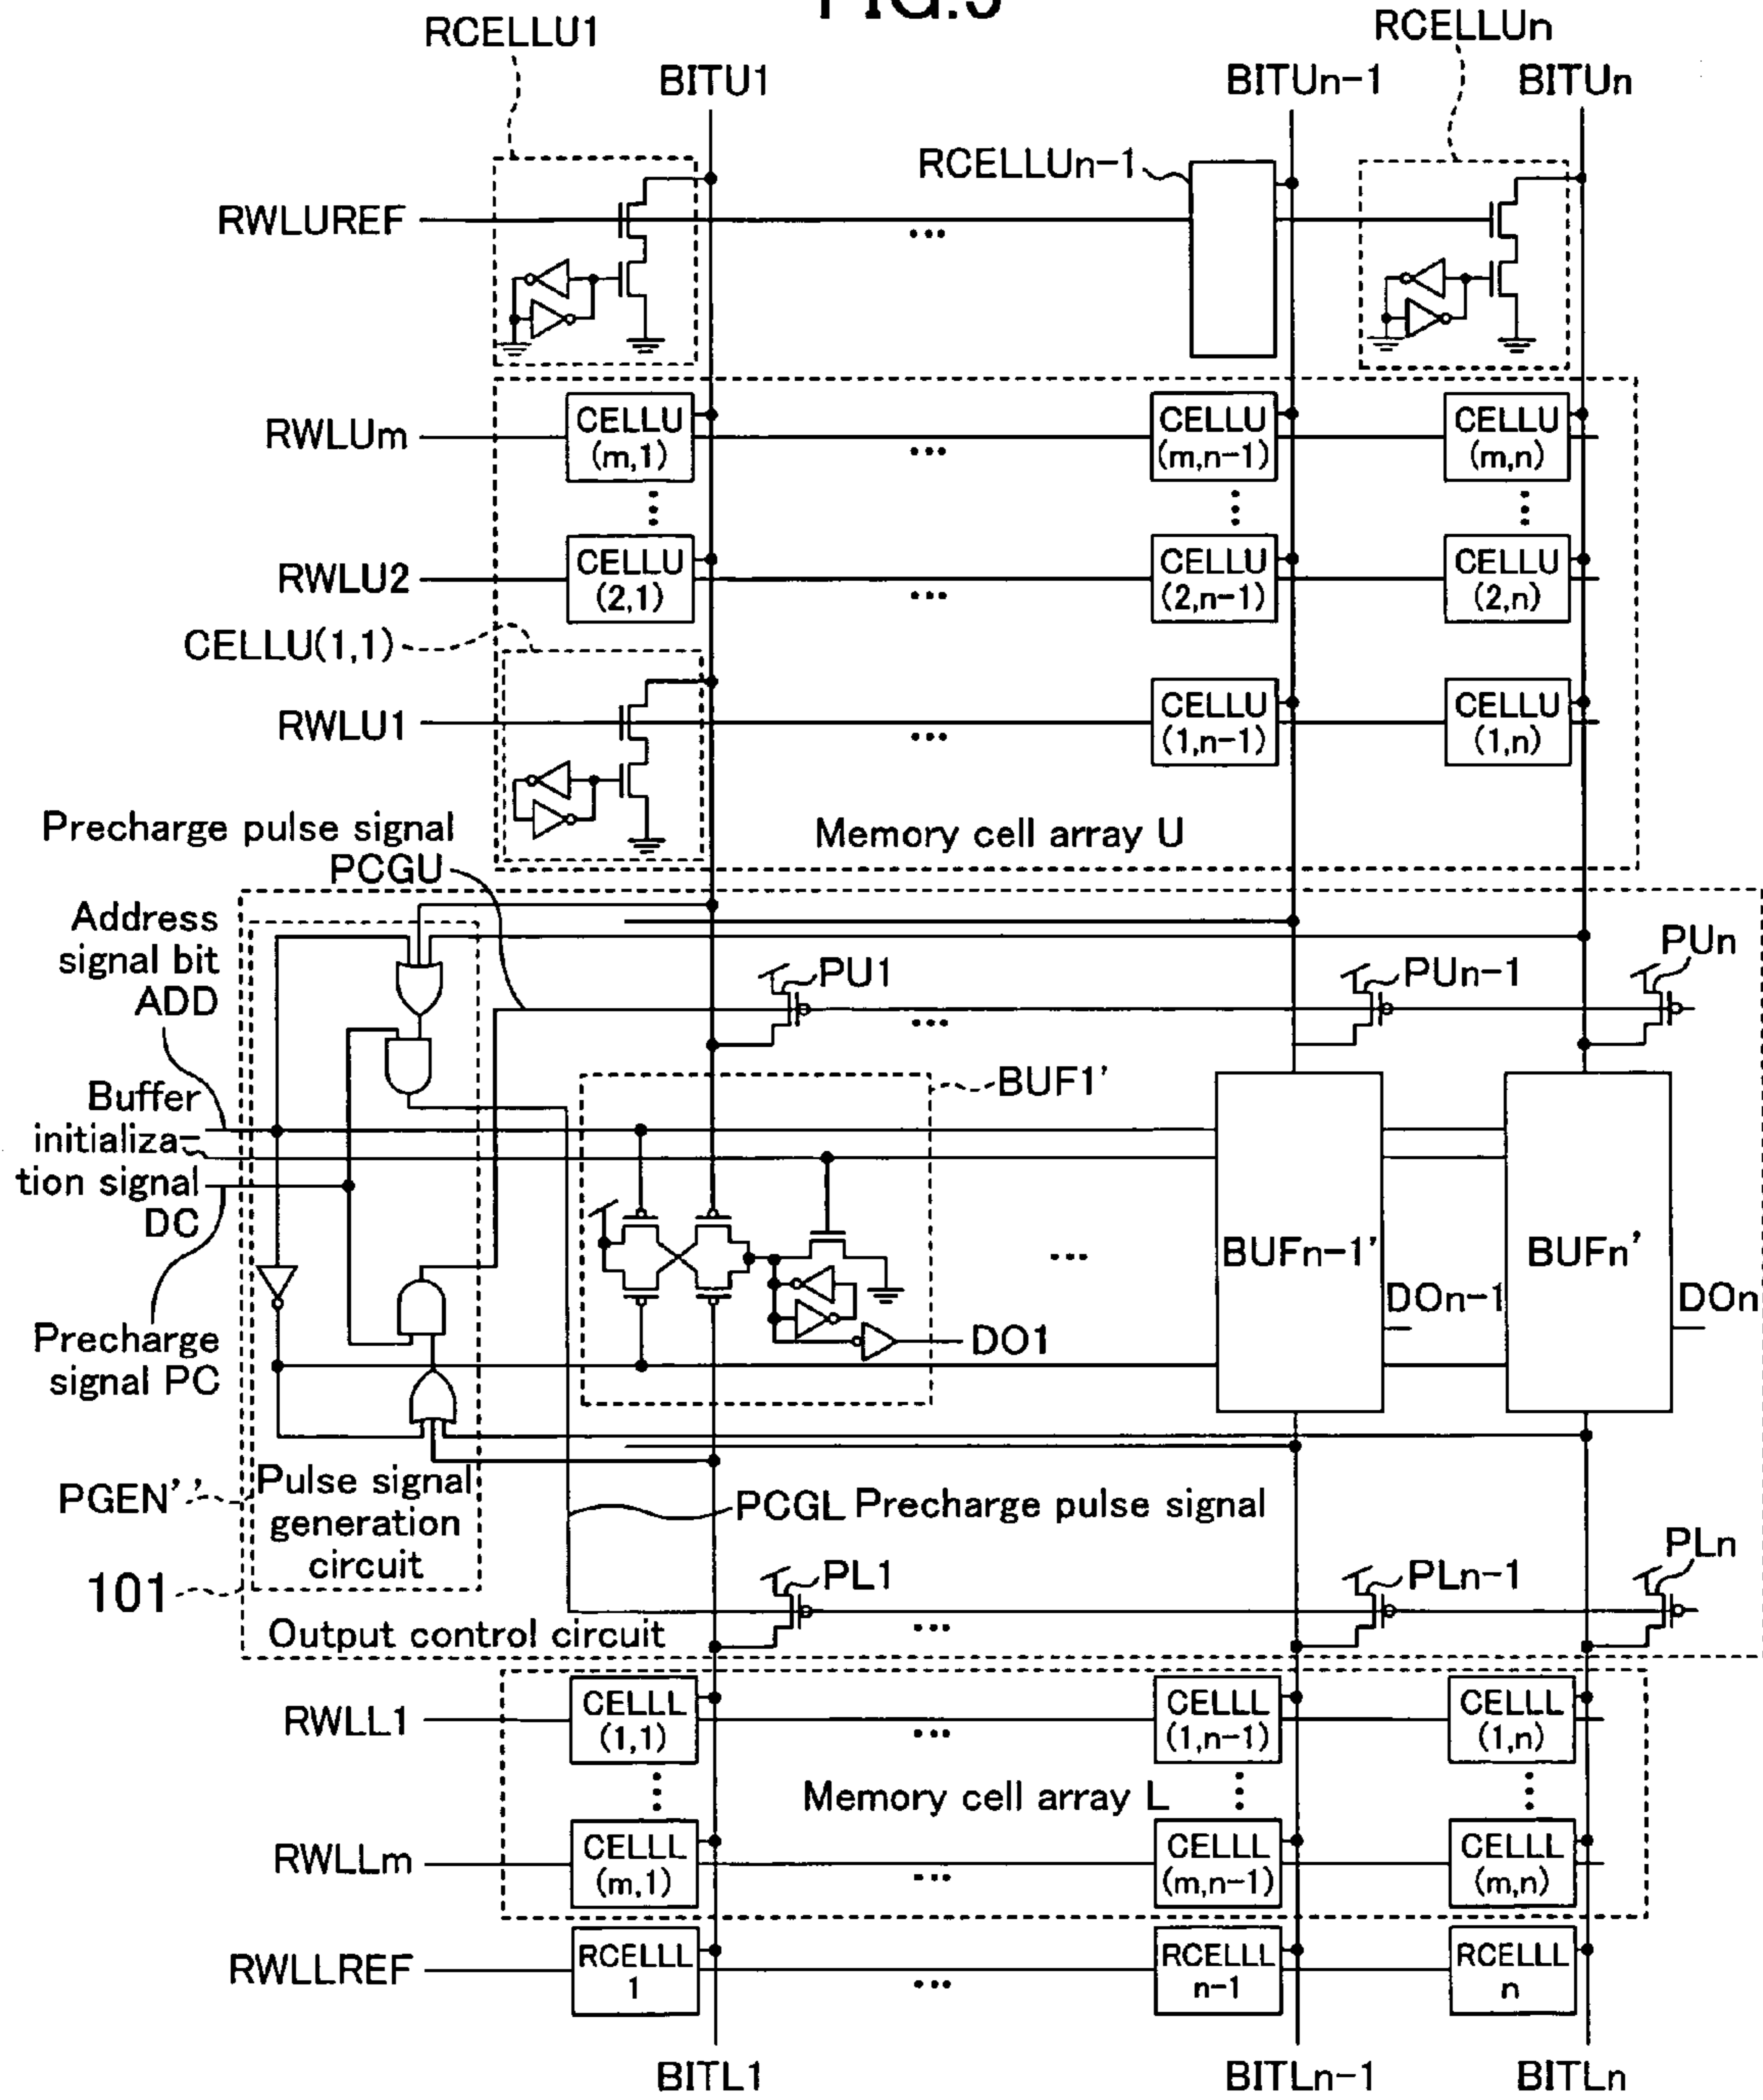 FIG.5
RCELLU1
RCELLUn
BITU1
BITUn-1
BITUn
RCELLUn-1
RWLUREF
...
RWLUm
CELLU
(m,1)
...
CELLU
(m,n-1)
CELLU
(m,n)
RWLU2
CELLU
(2,1)
...
CELLU
(2,n-1)
CELLU
(2,n)
CELLU(1,1)
RWLU1
...
CELLU
(1,n-1)
CELLU
(1,n)
Precharge pulse signal
PCGU
Memory cell array U
Address
signal bit
ADD
PU1
PUn-1
PUn
...
Buffer
initializa-
tion signal
DC
BUF1'
...
BUFn-1'
BUFn'
DOn-1
DOn
DO1
Precharge
signal PC
PGEN''
Pulse signal
generation
circuit
PCGL Precharge pulse signal
101
PL1
PLn-1
PLn
...
Output control circuit
RWLL1
CELLL
(1,1)
...
CELLL
(1,n-1)
CELLL
(1,n)
Memory cell array L
RWLLm
CELLL
(m,1)
...
CELLL
(m,n-1)
CELLL
(m,n)
RWLLREF
RCELLL
1
...
RCELLL
n-1
RCELLL
n
BITL1
BITLn-1
BITLn